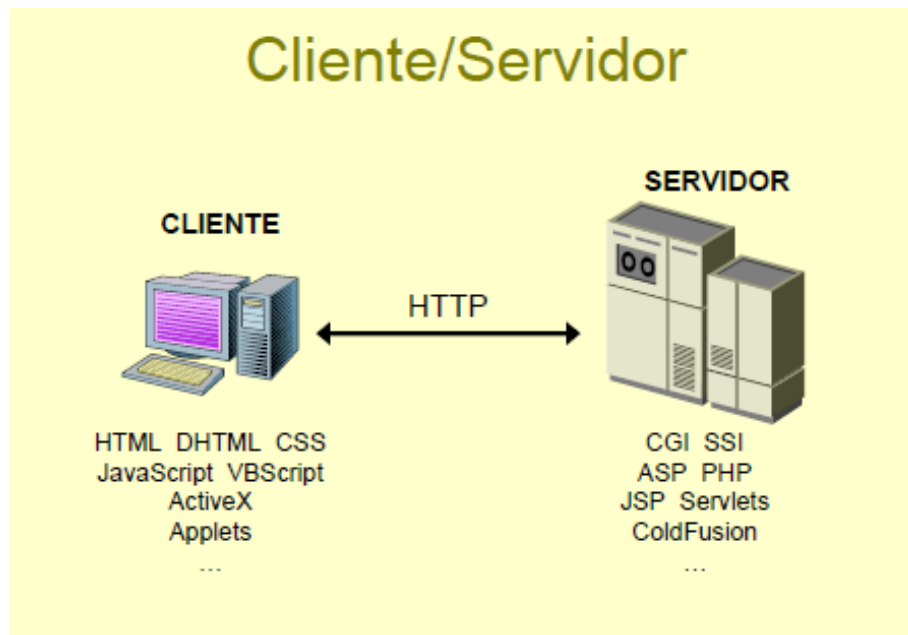 Cliente/Servidor
CLIENTE
SERVIDOR
HTTP
HTML DHTML CSS
JavaScript VBScript
ActiveX
Applets
...
CGI SSI
ASP PHP
JSP Servlets
ColdFusion
...